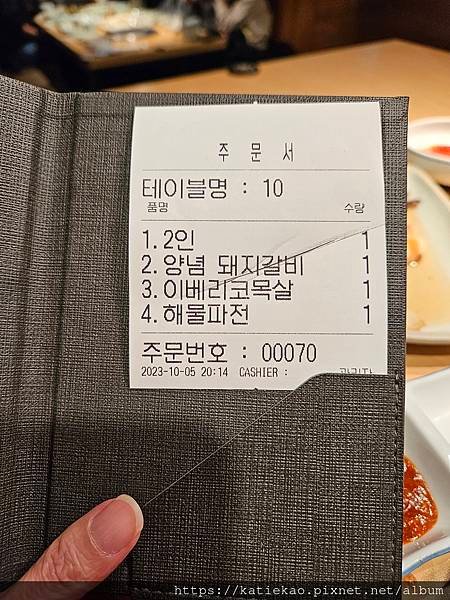 주 문 서
테이블명 : 10
품명 수량
1.2인 1
2.양념 돼지갈비 1
3.이베리코목살 1
4.해물파전 1
주문번호 : 00070
2023-10-05 20:14 CASHIER :
https://katiekao.pixnet.net/album